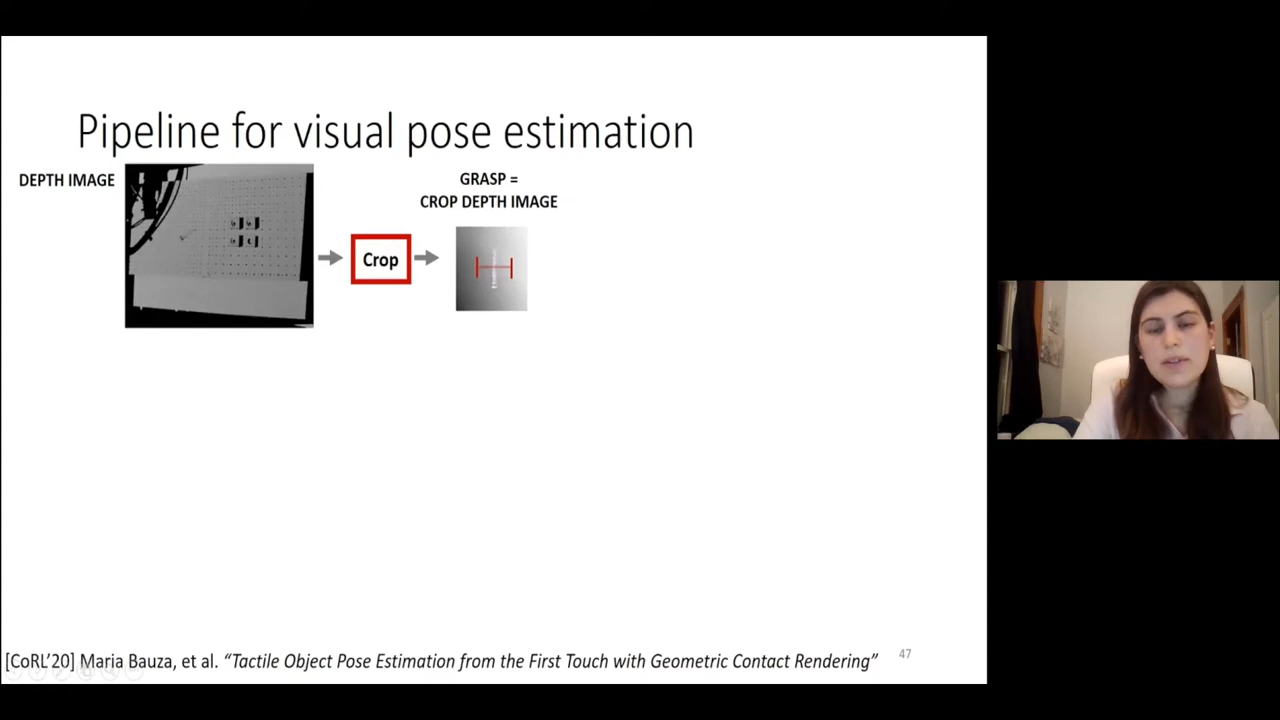 Pipeline for visual pose estimation
DEPTH IMAGE
GRASP =
CROP DEPTH IMAGE
Crop
[CoRL'20] Maria Bauza, et al. “Tactile Object Pose Estimation from the First Touch with Geometric Contact Rendering”
47